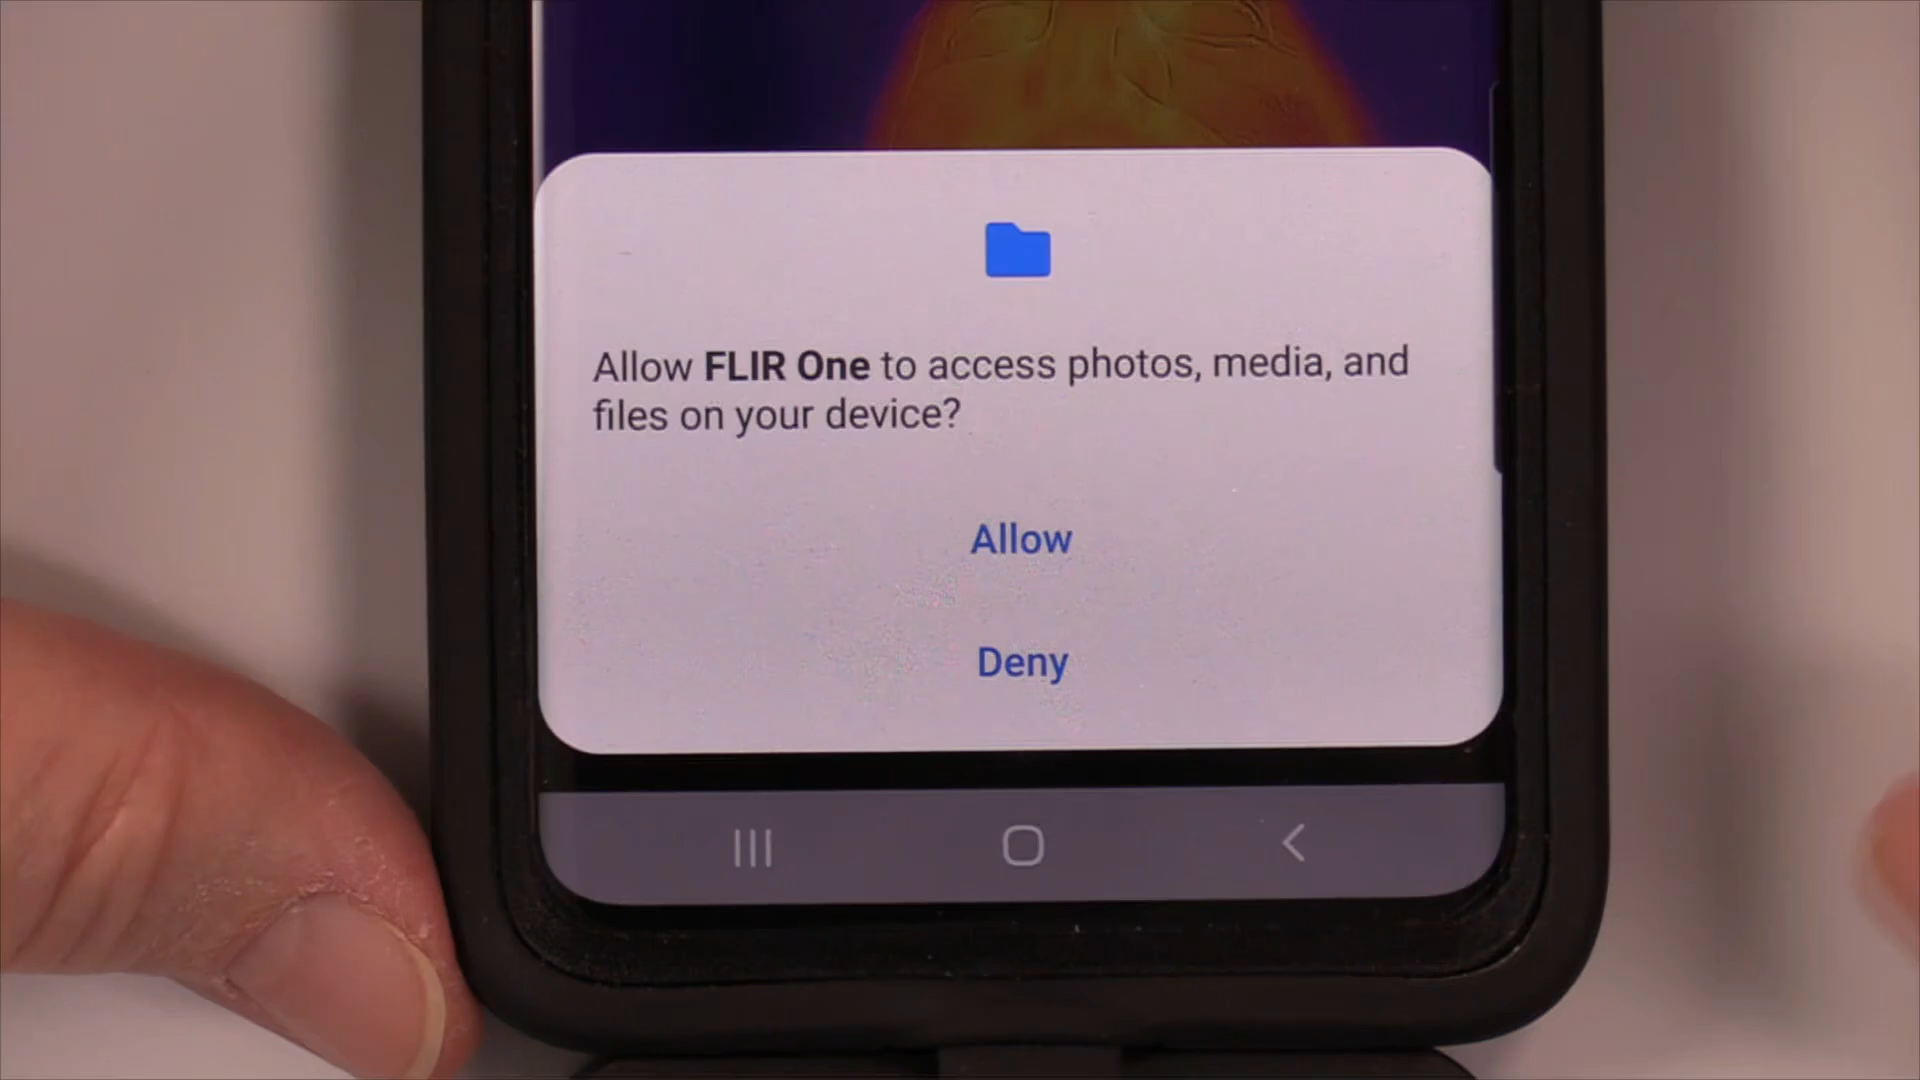 Allow FLIR One to access photos, media, and
files on your device?
Allow
Deny